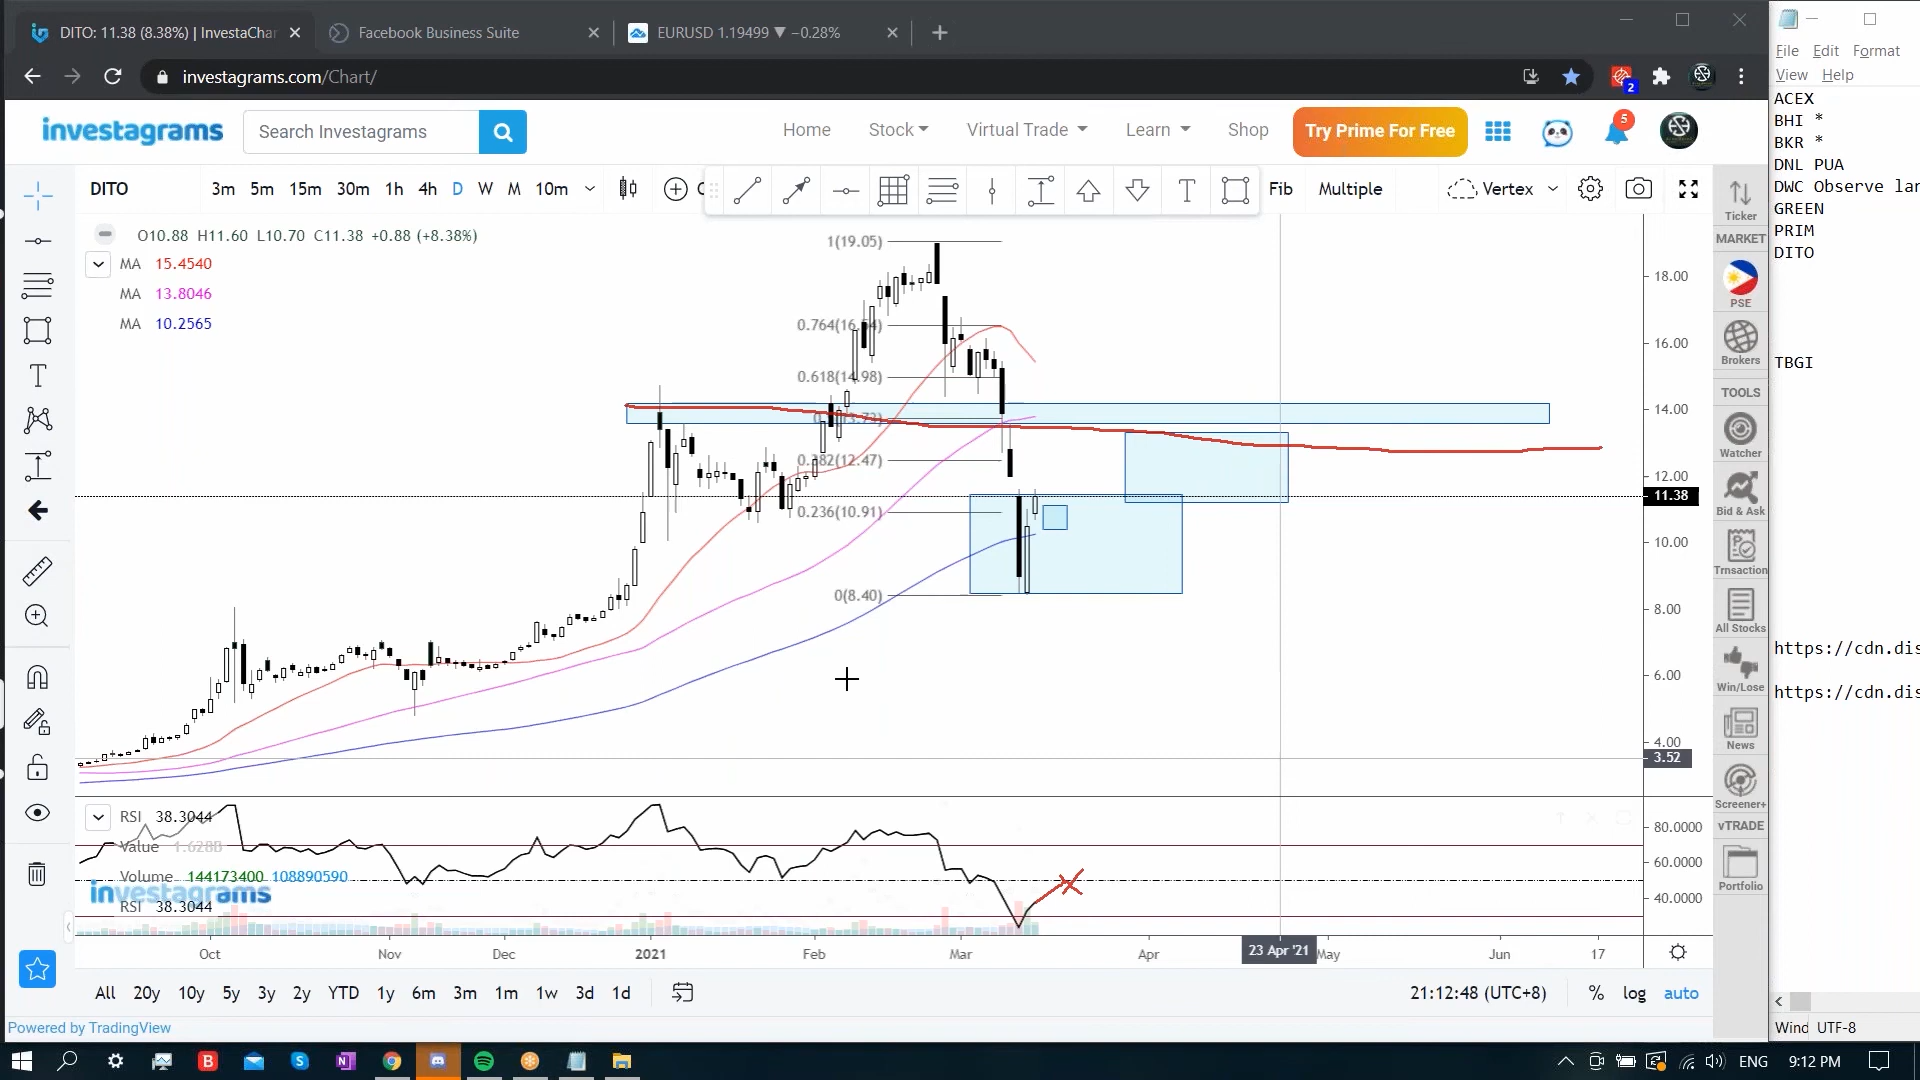 DITO: 11.38 (8.38%) | InvestaChar
Facebook Business Suite
EURUSD 1.19499 ▼ −0.28%
investagrams.com/Chart/
2
investagrams
Search Investagrams
Home
Stock
Virtual Trade
Learn
Shop
Try Prime For Free
5
DITO
3m 5m 15m 30m 1h 4h D W M 10m
T
Fib
Multiple
Vertex
O10.88 H11.60 L10.70 C11.38 +0.88 (+8.38%)
MA 15.4540
MA 13.8046
MA 10.2565
1(19.05)
0.764(16.54)
0.618(14.98)
0.382(12.47)
0.236(10.91)
0(8.40)
18.00
16.00
14.00
12.00
11.38
10.00
8.00
6.00
4.00
3.52
RSI 38.3044
Value 1.628B
Volume 144173400 108890590
investagrams
RSI 38.3044
80.0000
60.0000
40.0000
Oct Nov Dec 2021 Feb Mar Apr 23 Apr '21 May Jun 17
All 20y 10y 5y 3y 2y YTD 1y 6m 3m 1m 1w 3d 1d
21:12:48 (UTC+8)
% log auto
Powered by TradingView
Ticker
MARKET
PSE
Brokers
TOOLS
Watcher
Bid & Ask
Trnsaction
All Stocks
Win/Lose
News
Screener+
vTRADE
Portfolio
File Edit Format
View Help
ACEX
BHI *
BKR *
DNL PUA
DWC Observe lan
GREEN
PRIM
DITO
TBGI
https://cdn.dis
https://cdn.dis
Wind UTF-8
ENG
9:12 PM